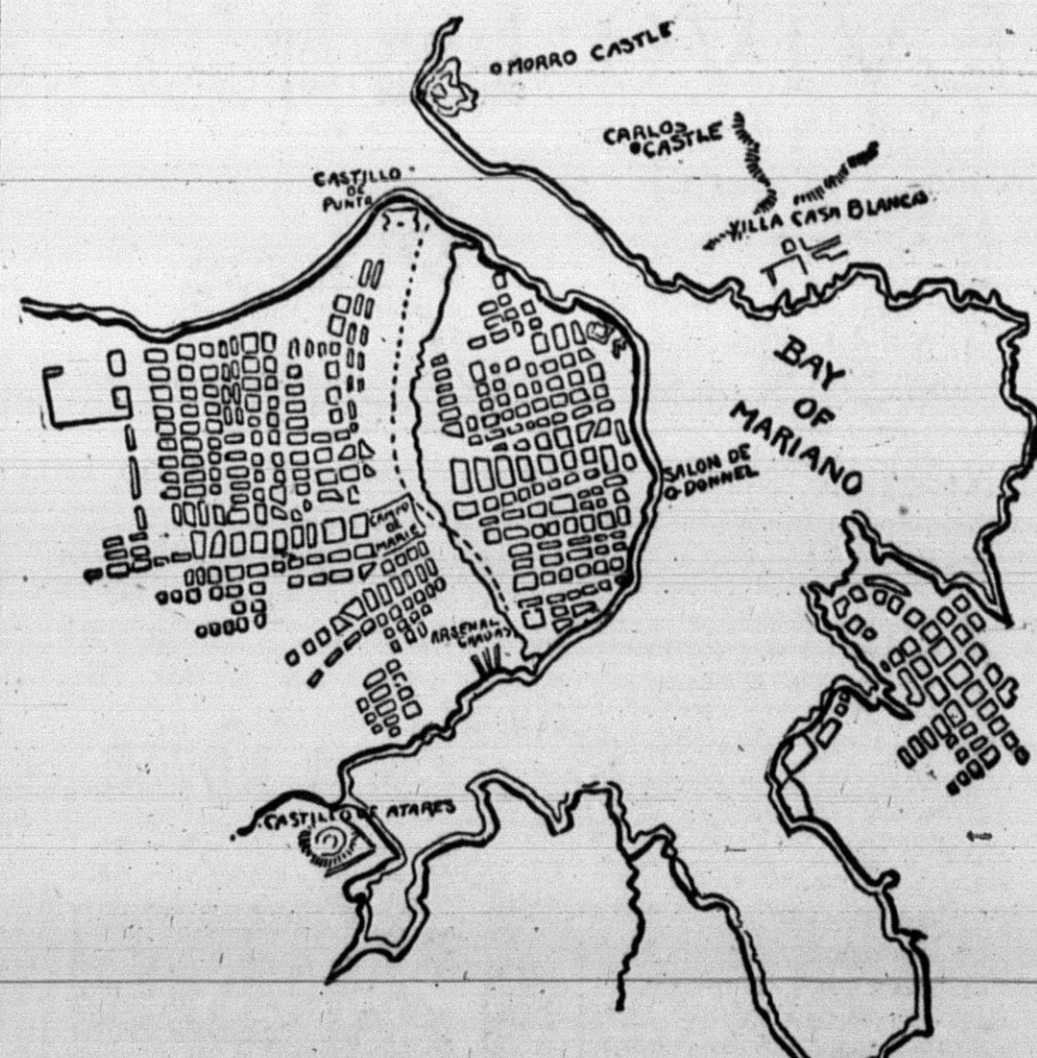 MORRO CASTLE
CARLOS
CASTLE
CASTILLO
DE
PUNTA
VILLA CASA BLANCA
BAY
OF
MARIANO
SALON DE
O DONNEL
CAMPO
DE
MARIE
ARSENAL
CASTILLO DE ATARES